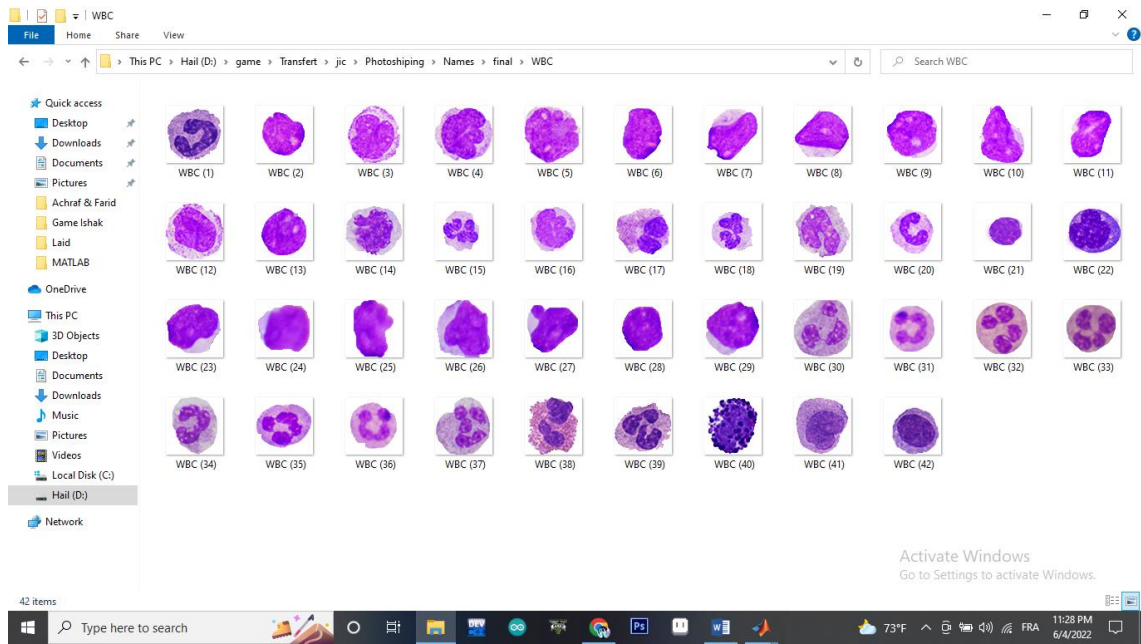 WBC
File Home Share View
This PC > Hail (D:) > game > Transfert > jic > Photoshiping > Names > final > WBC
Search WBC
Quick access
Desktop
Downloads
Documents
Pictures
Achraf & Farid
Game Ishak
Laid
MATLAB
OneDrive
This PC
3D Objects
Desktop
Documents
Downloads
Music
Pictures
Videos
Local Disk (C:)
Hail (D:)
Network
WBC (1) WBC (2) WBC (3) WBC (4) WBC (5) WBC (6) WBC (7) WBC (8) WBC (9) WBC (10) WBC (11)
WBC (12) WBC (13) WBC (14) WBC (15) WBC (16) WBC (17) WBC (18) WBC (19) WBC (20) WBC (21) WBC (22)
WBC (23) WBC (24) WBC (25) WBC (26) WBC (27) WBC (28) WBC (29) WBC (30) WBC (31) WBC (32) WBC (33)
WBC (34) WBC (35) WBC (36) WBC (37) WBC (38) WBC (39) WBC (40) WBC (41) WBC (42)
Activate Windows
Go to Settings to activate Windows.
42 items
Type here to search
DEV
Ps
W
73°F
FRA
11:28 PM
6/4/2022